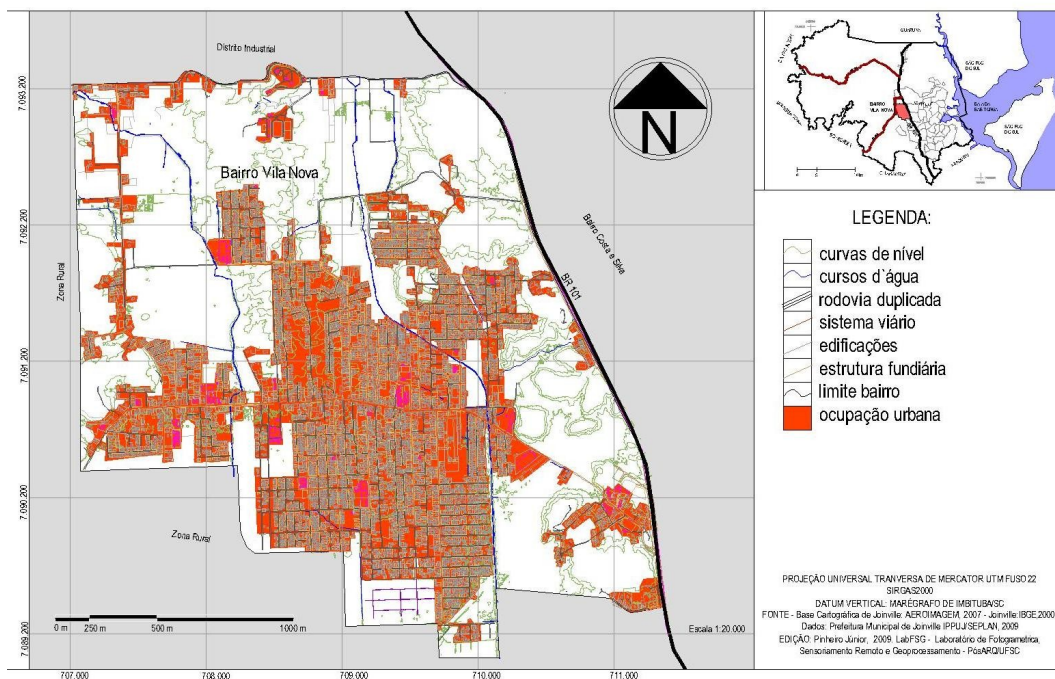 Distrito Industrial
Bairro Vila Nova
Bairro Costa e Silva
BR 101
Zona Rural
Zona Rural
N
7.093.200
7.092.200
7.091.200
7.090.200
7.089.200
707.000
708.000
709.000
710.000
711.000
0 m 250 m 500 m 1000 m
Escala 1:20.000
BAIRRO
VILA NOVA
LEGENDA:
curvas de nível
cursos d`água
rodovia duplicada
sistema viário
edificações
estrutura fundiária
limite bairro
ocupação urbana
PROJEÇÃO UNIVERSAL TRANVERSA DE MERCATOR UTM FUSO 22
SIRGAS2000
DATUM VERTICAL: MARÉGRAFO DE IMBITUBA/SC
FONTE - Base Cartográfica de Joinville: AEROIMAGEM, 2007 - Joinville:IBGE,2000
Dados: Prefeitura Municipal de Joinville IPPUJ/SEPLAN, 2009
EDIÇÃO: Pinheiro Júnior, 2009. LabFSG - Laboratório de Fotogrametria,
Sensoriamento Remoto e Geoprocessamento - PósARQ/UFSC